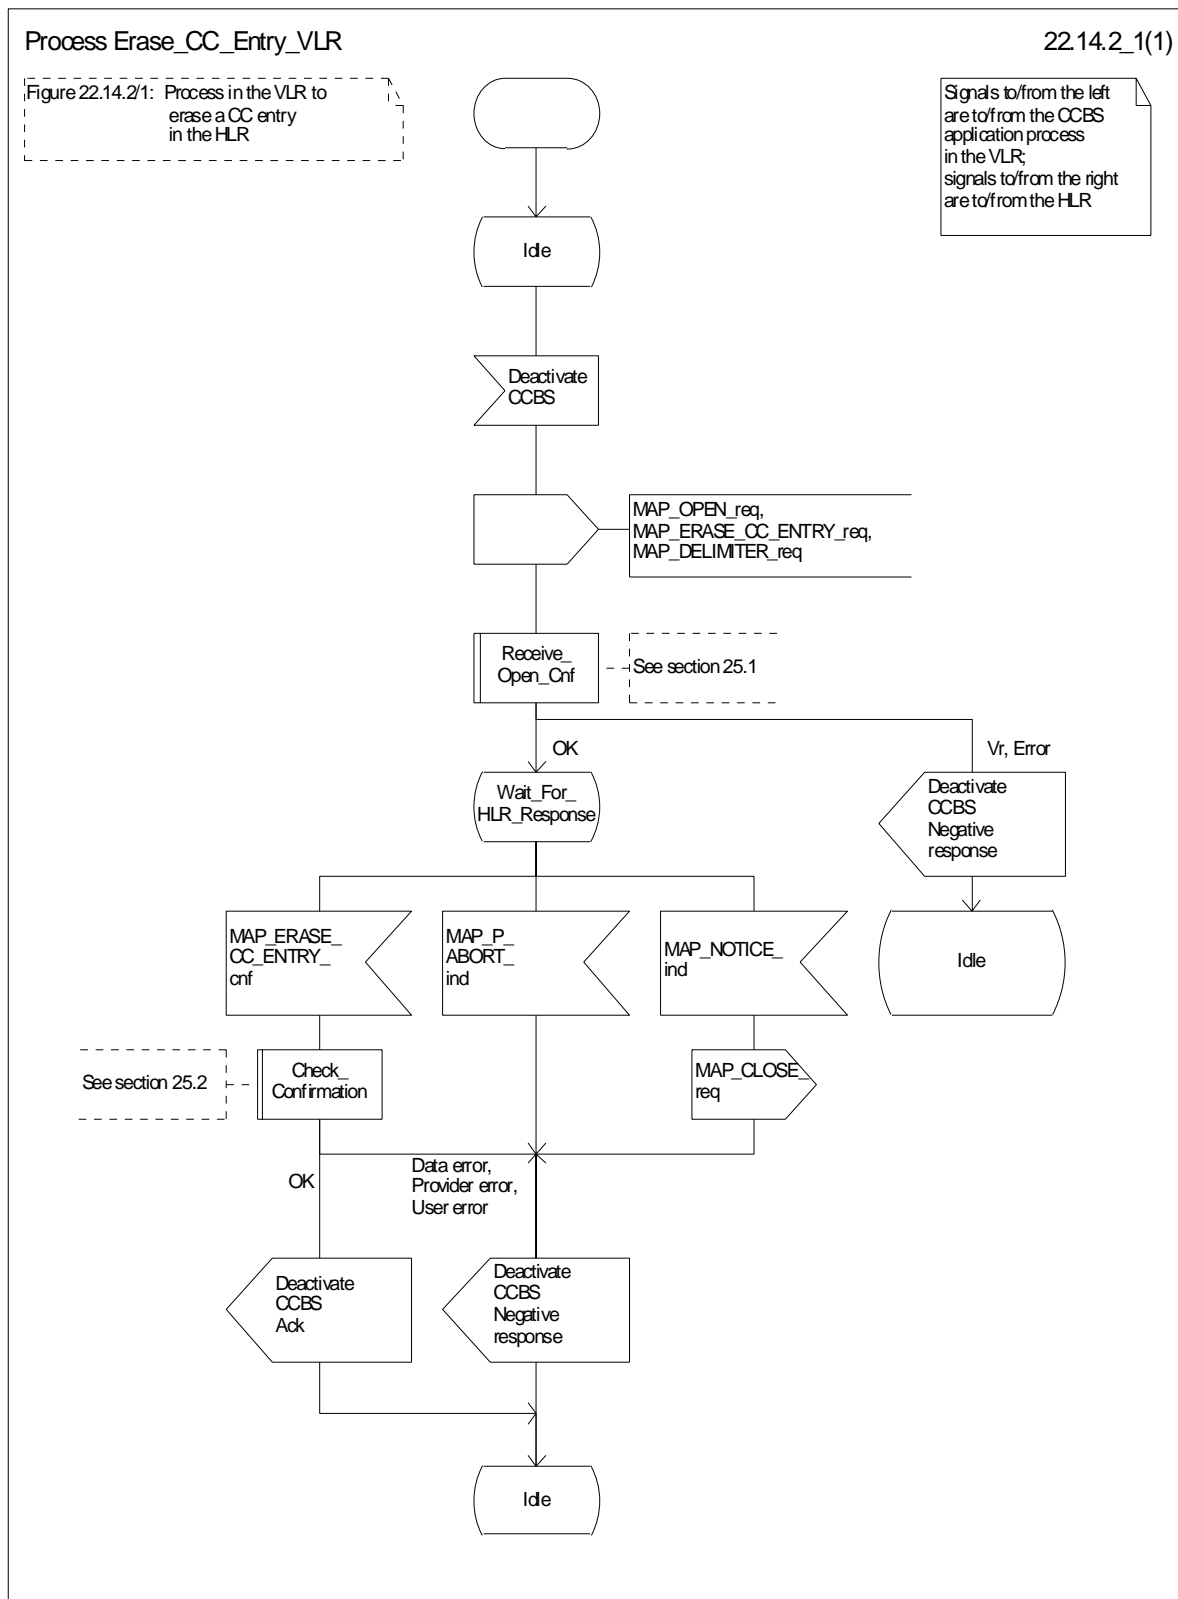 Process Erase_CC_Entry_VLR
22.14.2_1(1)
Figure 22.14.2/1: Process in the VLR to
erase a CC entry
in the HLR
Signals to/from the left
are to/from the CCBS
application process
in the VLR;
signals to/from the right
are to/from the HLR
Idle
Deactivate
CCBS
MAP_OPEN_req,
MAP_ERASE_CC_ENTRY_req,
MAP_DELIMITER_req
Receive_
Open_Cnf
See section 25.1
OK
Vr, Error
Wait_For_
HLR_Response
Deactivate
CCBS
Negative
response
MAP_ERASE_
CC_ENTRY_
cnf
MAP_P_
ABORT_
ind
MAP_NOTICE_
ind
Idle
See section 25.2
Check_
Confirmation
MAP_CLOSE_
req
OK
Data error,
Provider error,
User error
Deactivate
CCBS
Ack
Deactivate
CCBS
Negative
response
Idle